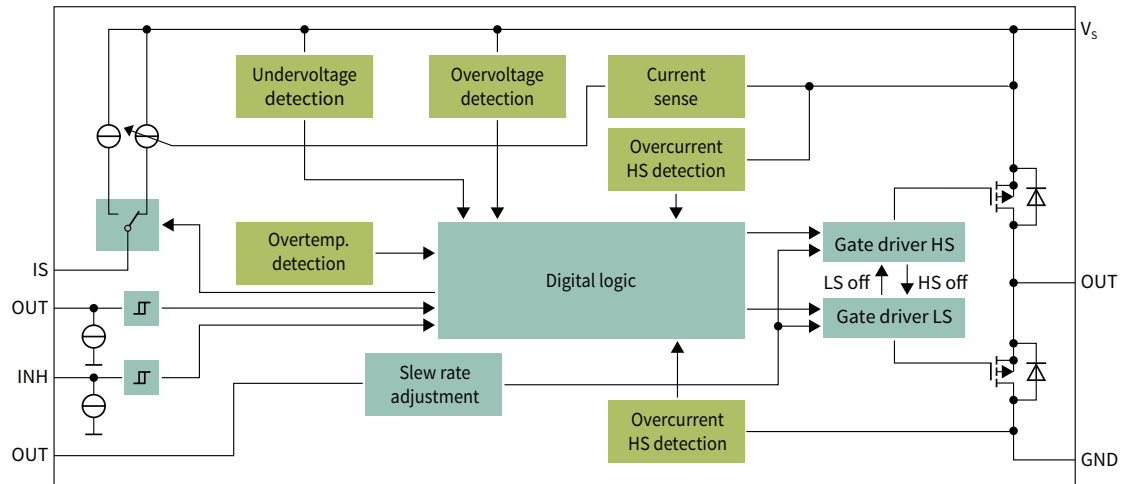 Vs
Undervoltage
detection
Overvoltage
detection
Current
sense
Overcurrent
HS detection
Overtemp.
detection
Digital logic
Gate driver HS
LS off
HS off
Gate driver LS
IS
OUT
OUT
INH
Slew rate
adjustment
Overcurrent
HS detection
OUT
GND